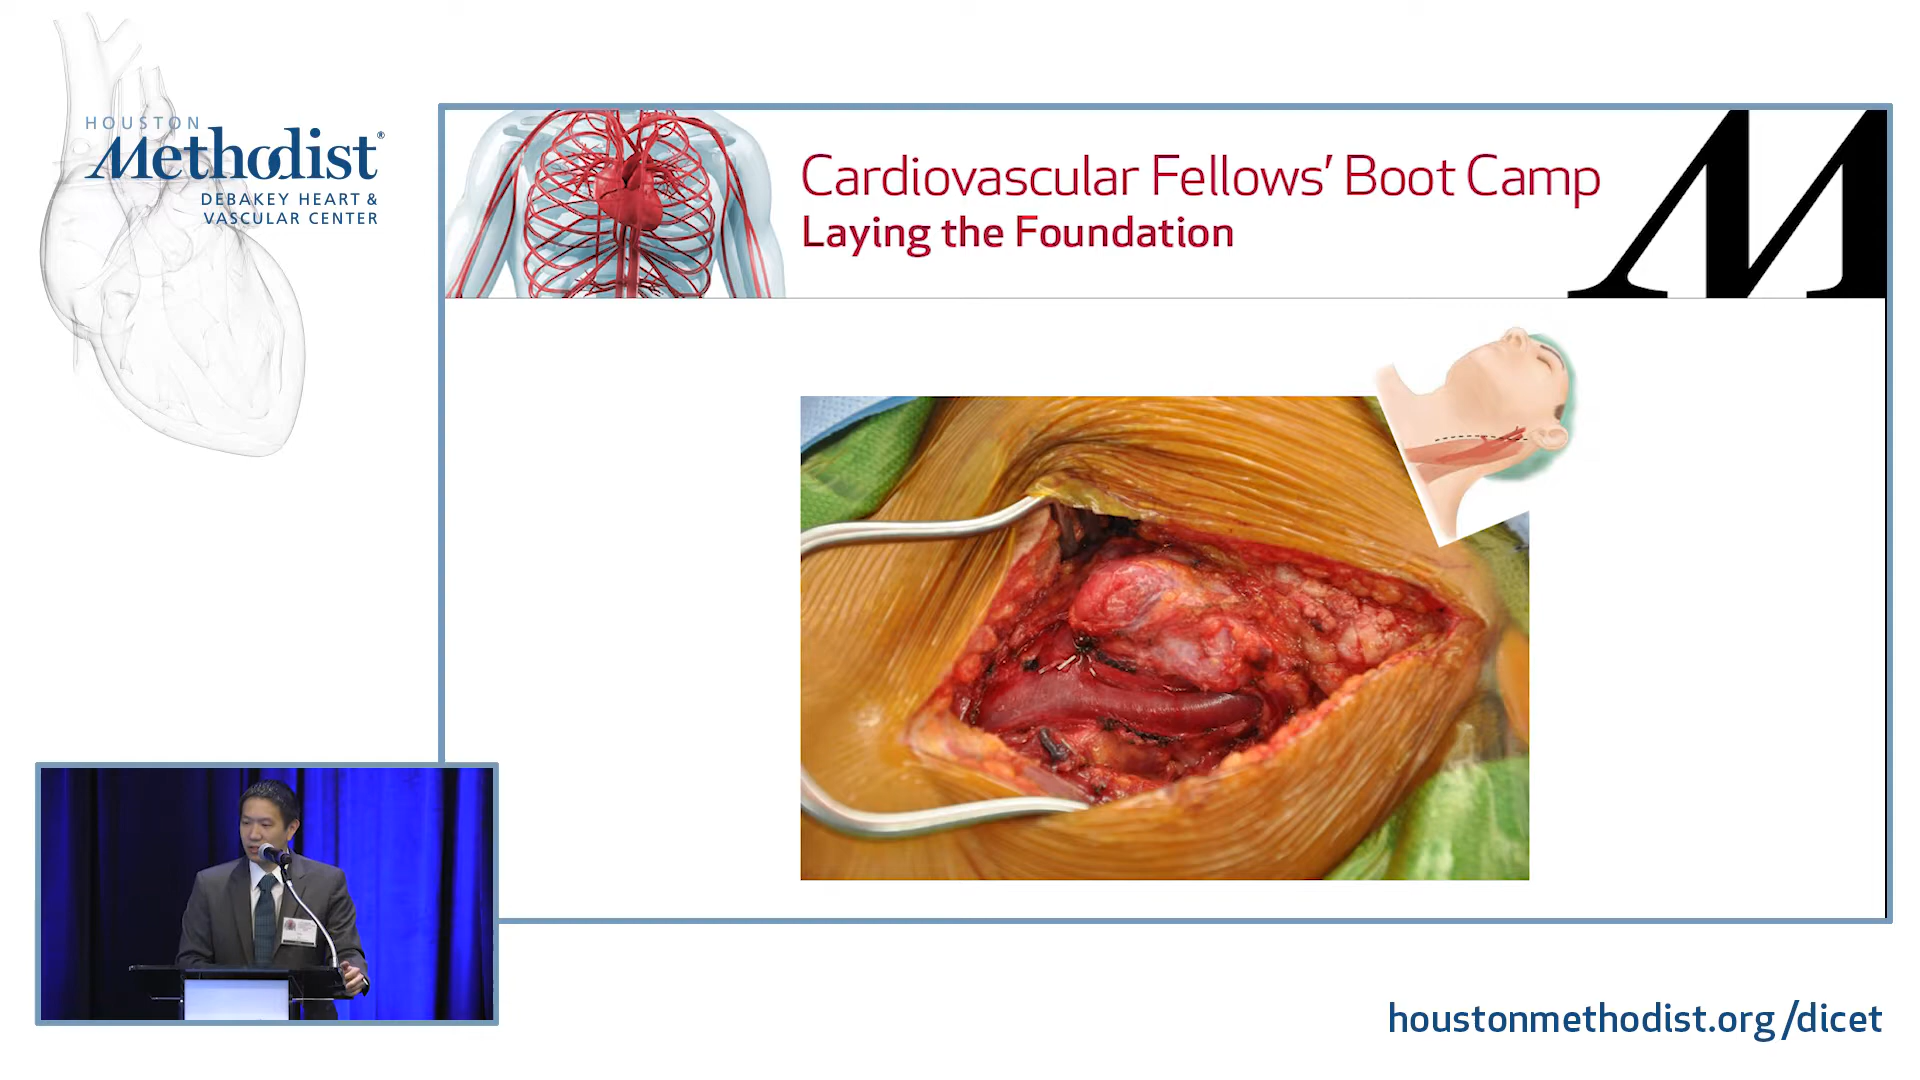 HOUSTON
Methodist®
DEBAKEY HEART &
VASCULAR CENTER
Cardiovascular Fellows' Boot Camp
Laying the Foundation
M
houstonmethodist.org/dicet